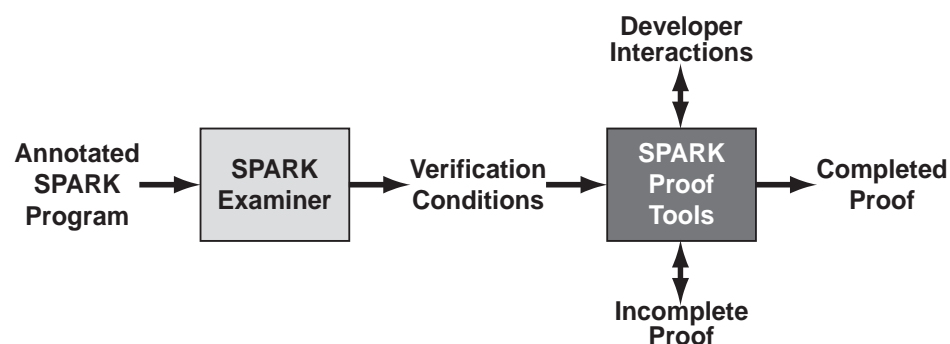 Developer
Interactions
Annotated
SPARK
Program
SPARK
Examiner
Verification
Conditions
SPARK
Proof
Tools
Completed
Proof
Incomplete
Proof